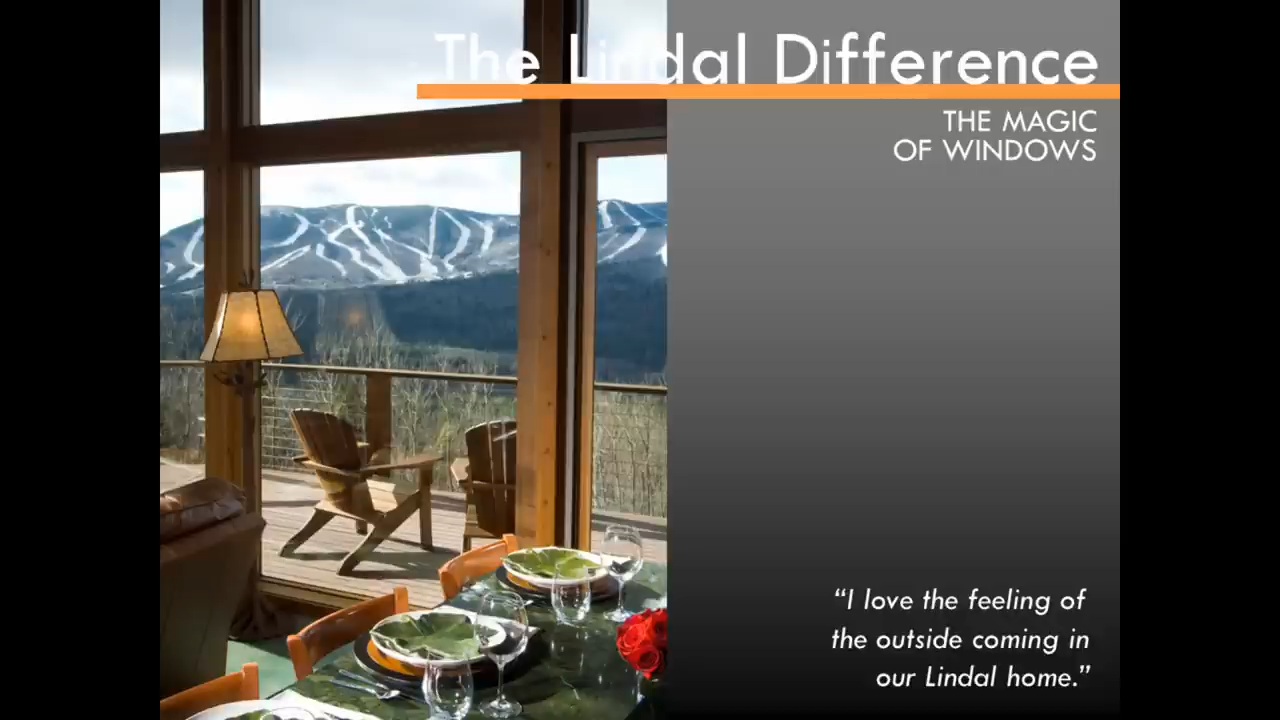 The Lindal Difference
THE MAGIC
OF WINDOWS
“I love the feeling of
the outside coming in
our Lindal home.”